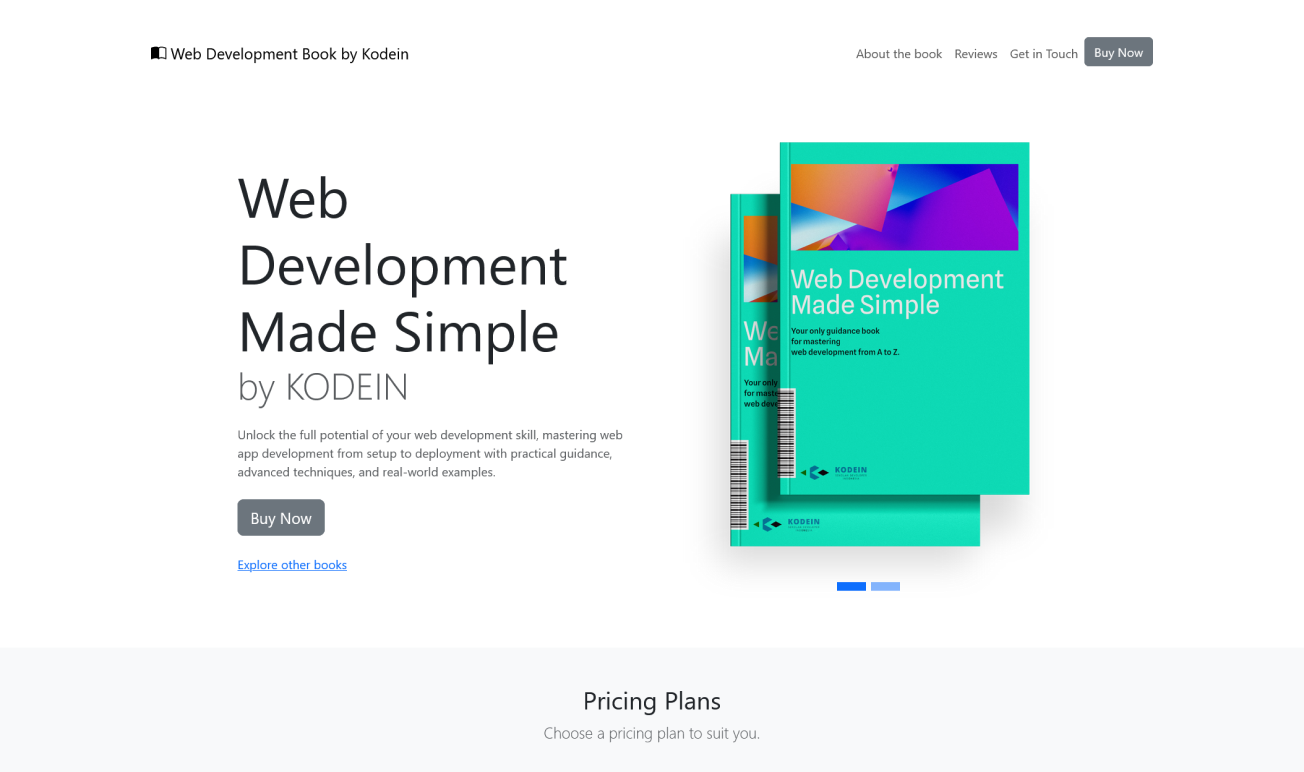 Web Development Book by Kodein
About the book
Reviews
Get in Touch
Buy Now
Web
Development
Made Simple
by KODEIN
Unlock the full potential of your web development skill, mastering web
app development from setup to deployment with practical guidance,
advanced techniques, and real-world examples.
Buy Now
Explore other books
Web Development
Made Simple
Your only guidance book
for mastering
web development from A to Z.
KODEIN
We
Ma
Your only
for maste
web deve
KODEIN
Pricing Plans
Choose a pricing plan to suit you.